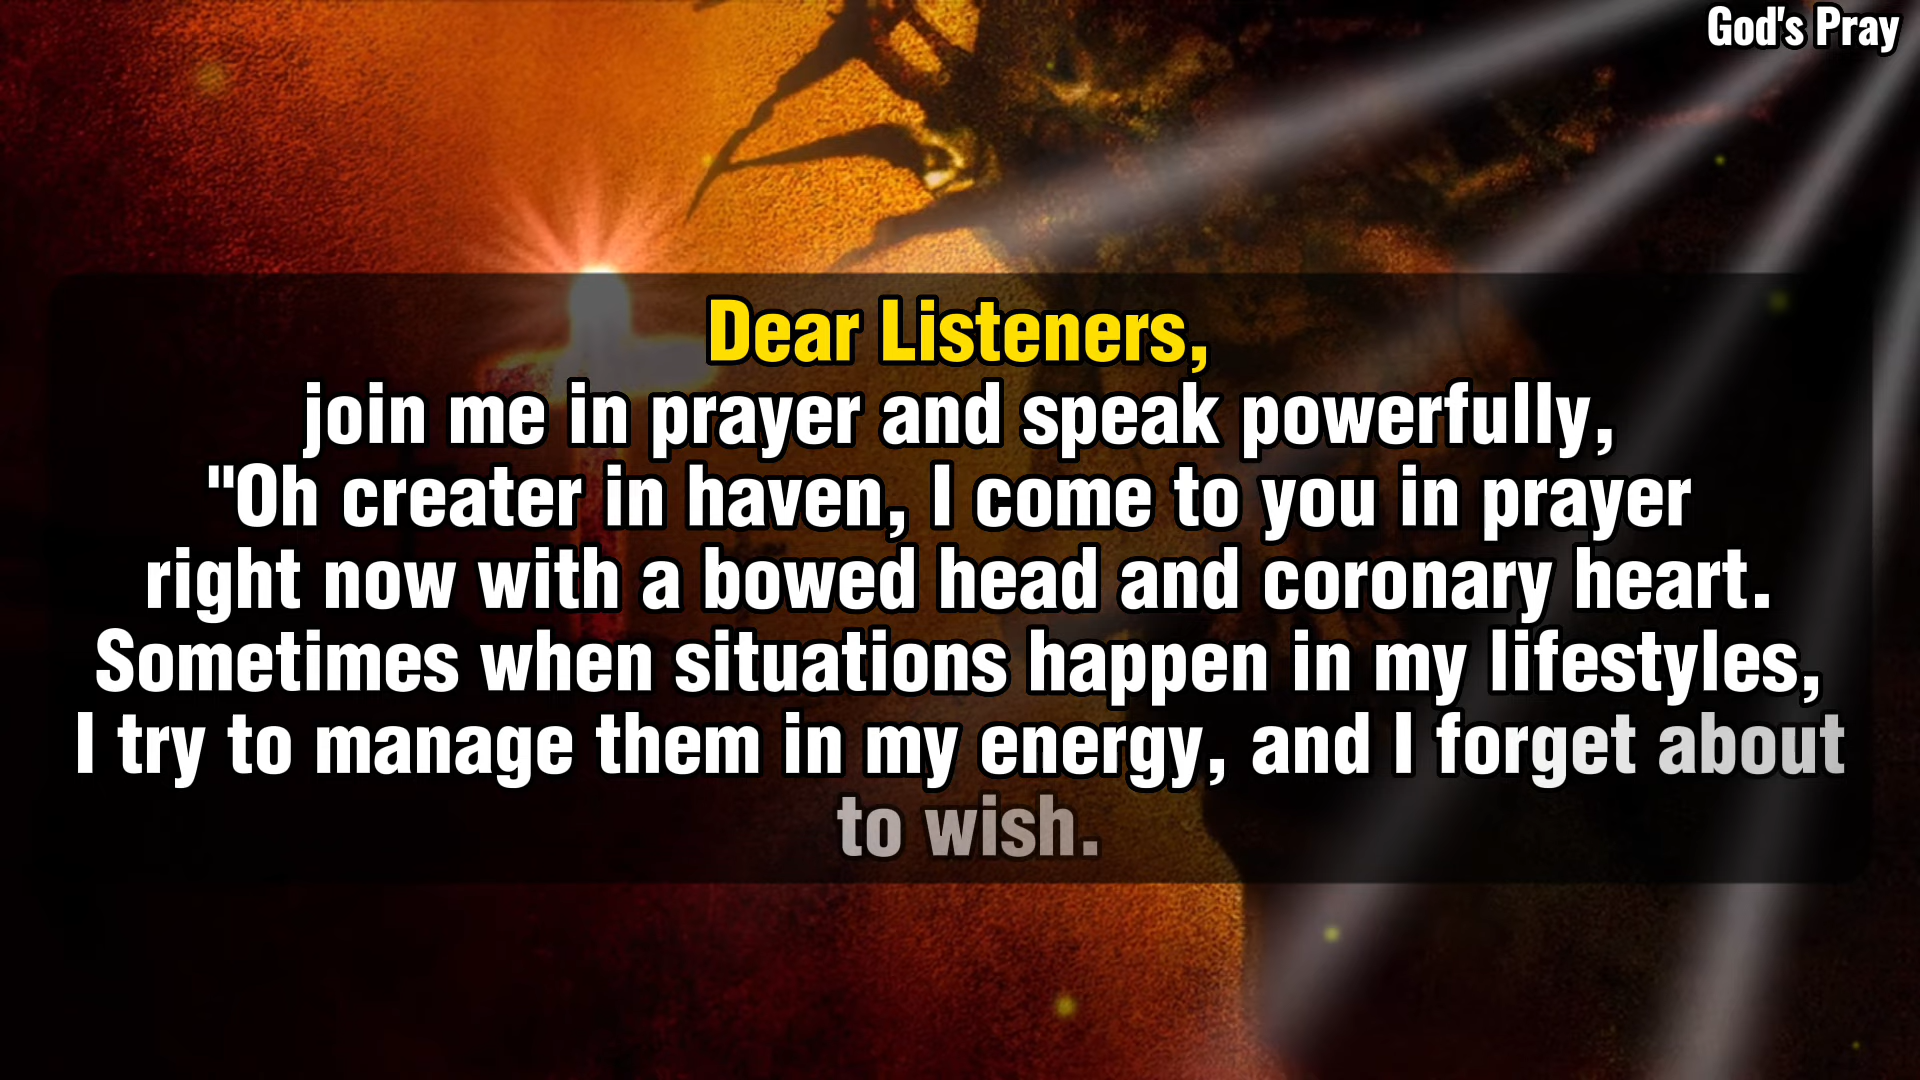 God's Pray
Dear Listeners,
join me in prayer and speak powerfully,
"Oh creater in haven, I come to you in prayer
right now with a bowed head and coronary heart.
Sometimes when situations happen in my lifestyles,
I try to manage them in my energy, and I forget about
to wish.